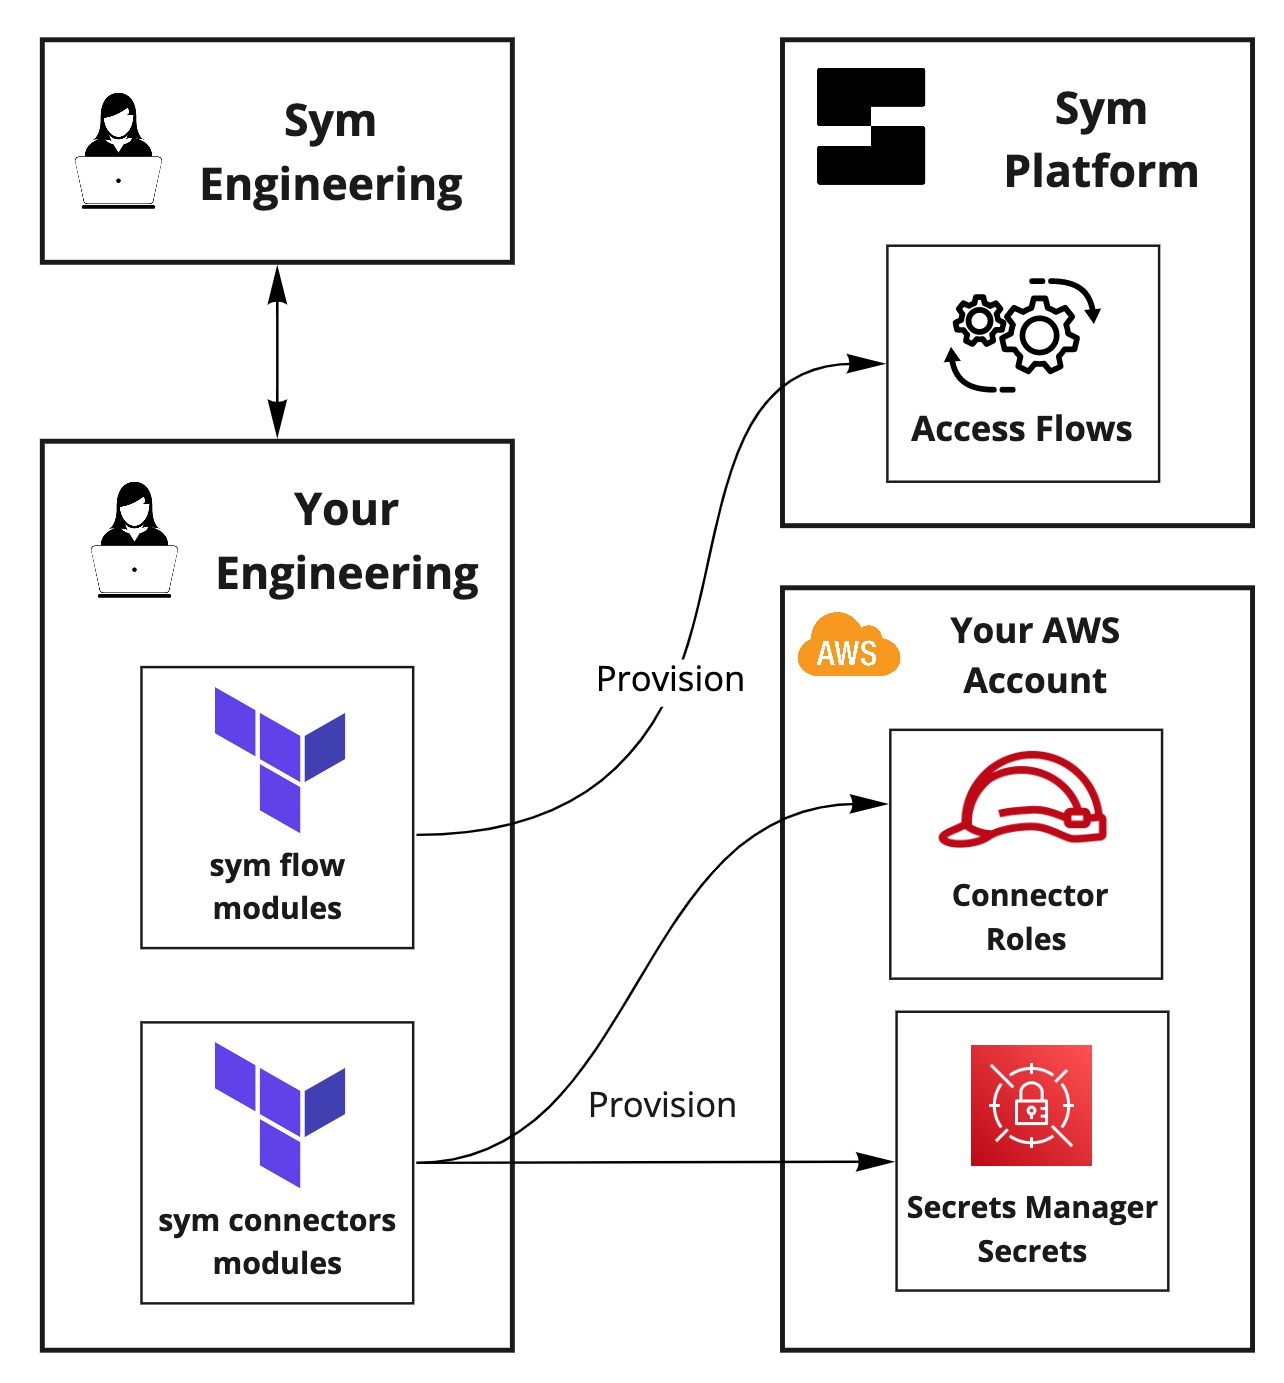 Sym
Engineering
Your
Engineering
sym flow
modules
sym connectors
modules
Provision
Provision
Sym
Platform
Access Flows
AWS
Your AWS
Account
Connector
Roles
Secrets Manager
Secrets